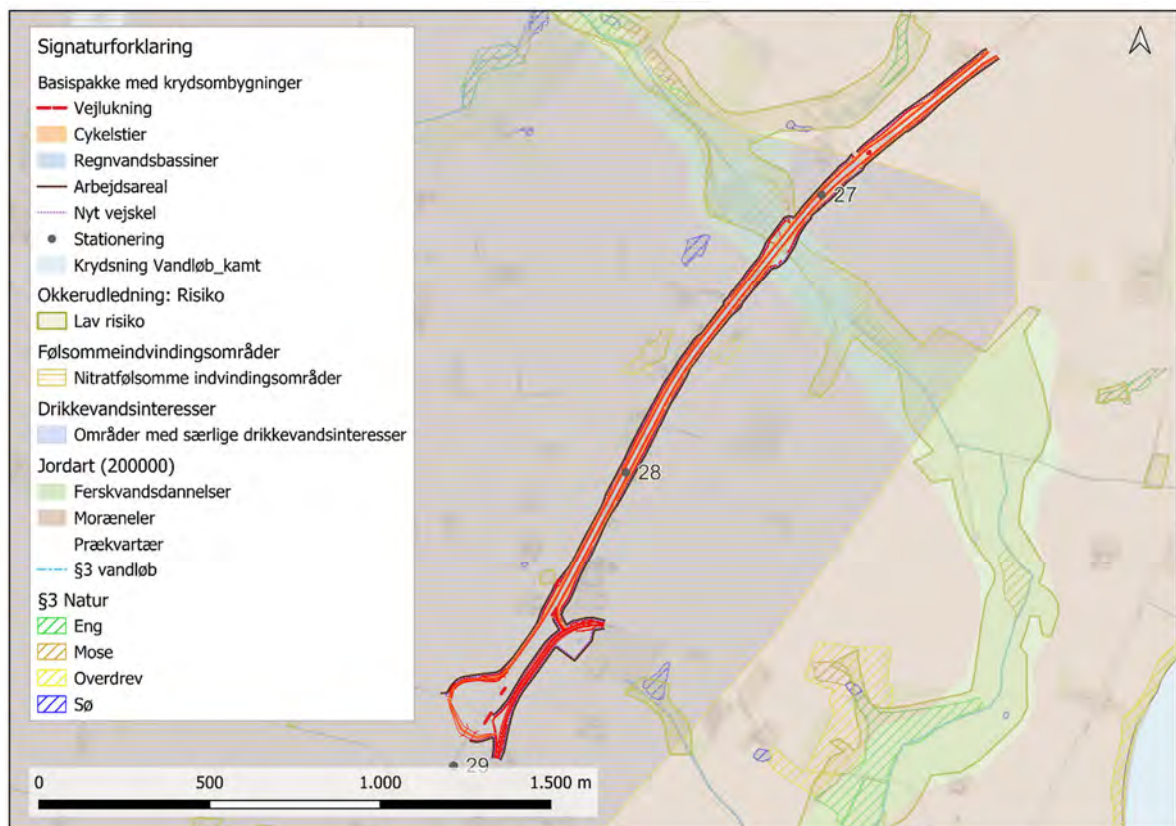 Signaturforklaring
Basispakke med krydsombygninger
Vejlukning
Cykelstier
Regnvandsbassiner
Arbejdsareal
Nyt vejskel
Stationering
Krydsning Vandløb_kamt
Okkerudledning: Risiko
Lav risiko
Følsommeindvindingsområder
Nitratfølsomme indvindingsområder
Drikkevandsinteresser
Områder med særlige drikkevandsinteresser
Jordart (200000)
Ferskvandsdannelser
Moræneler
Prækvartær
§3 vandløb
§3 Natur
Eng
Mose
Overdrev
Sø
27
28
29
0 500 1.000 1.500 m